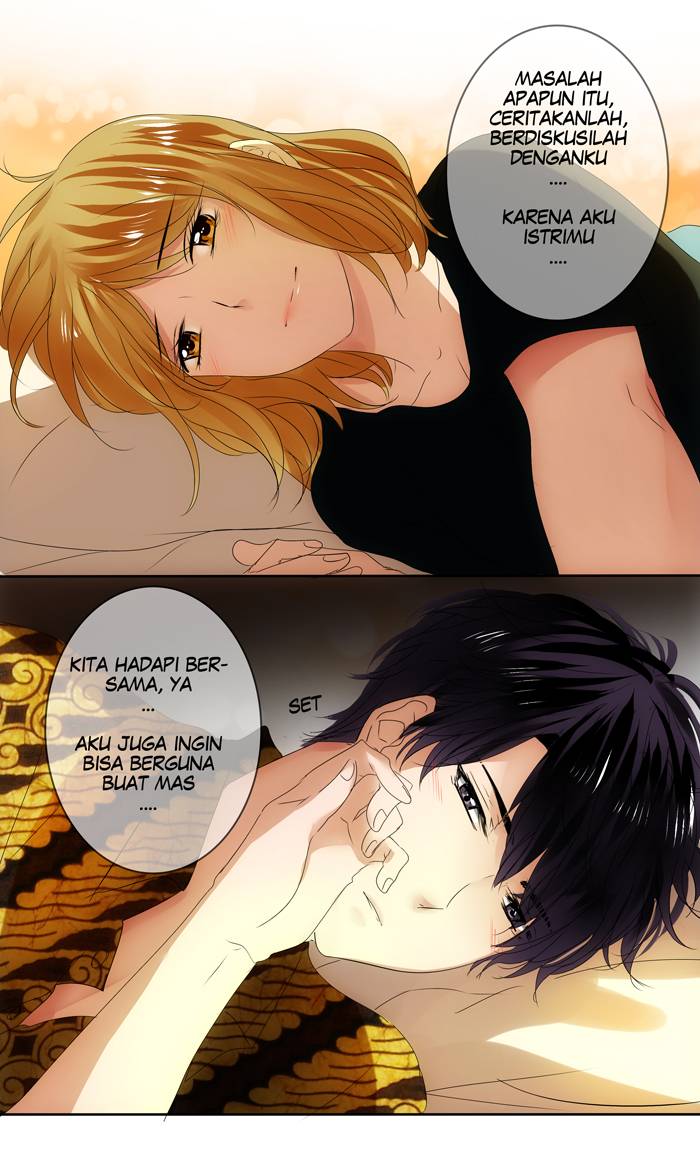 MASALAH
APAPUN ITU,
CERITAKANLAH,
BERDISKUSILAH
DENGANKU
....
KARENA AKU
ISTRIMU
....
KITA HADAPI BER-
SAMA, YA
...
AKU JUGA INGIN
BISA BERGUNA
BUAT MAS
....
SET